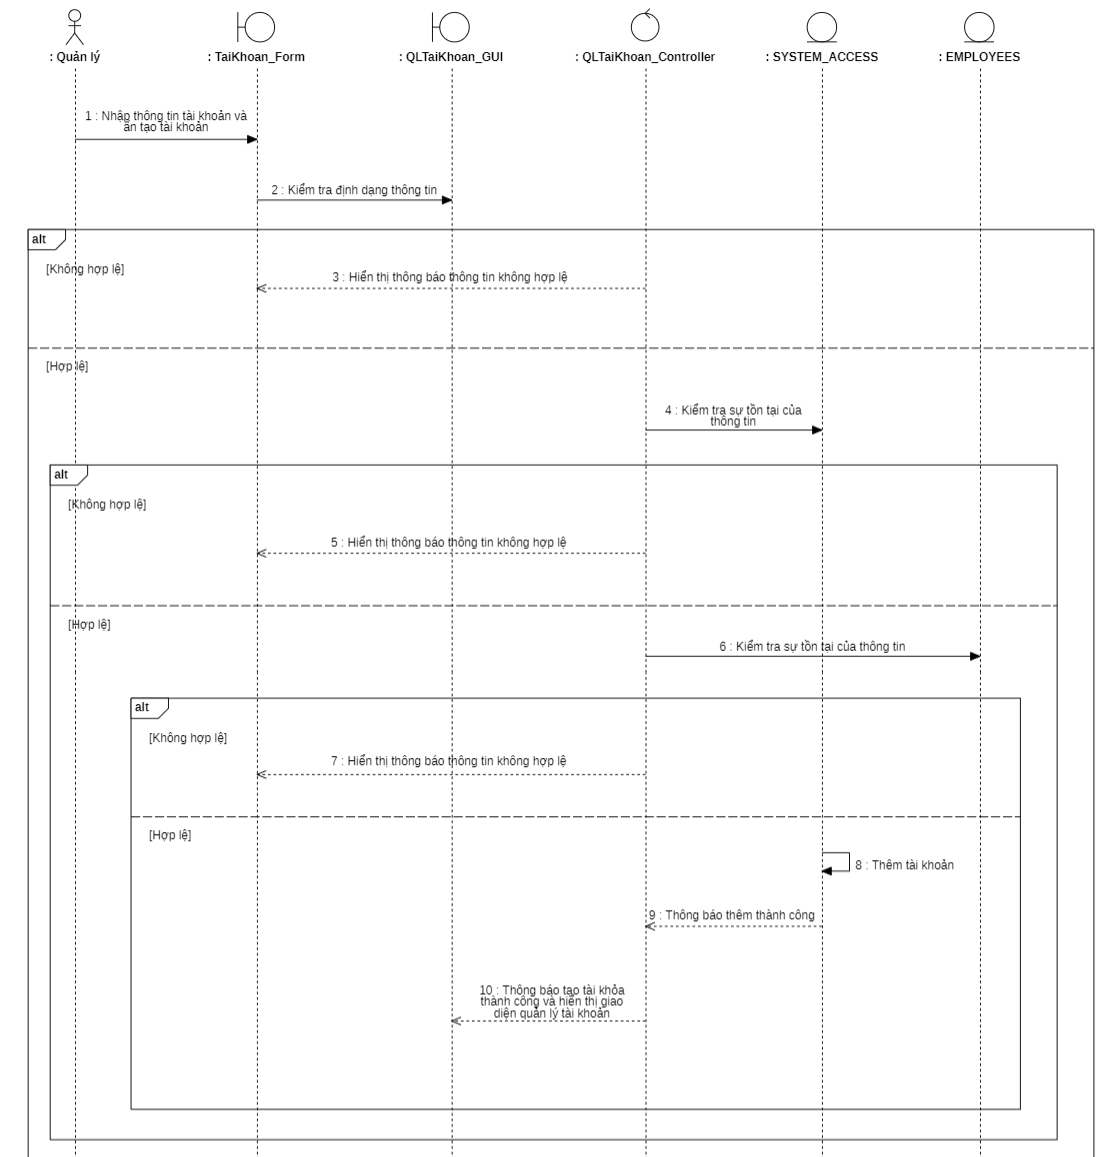 : Quản lý
: TaiKhoan_Form
: QLTaiKhoan_GUI
: QLTaiKhoan_Controller
: SYSTEM_ACCESS
: EMPLOYEES
1 : Nhập thông tin tài khoản và
ấn tạo tài khoản
2 : Kiểm tra định dạng thông tin
alt
[Không hợp lệ]
3 : Hiển thị thông báo thông tin không hợp lệ
[Hợp lệ]
4 : Kiểm tra sự tồn tại của
thông tin
alt
[Không hợp lệ]
5 : Hiển thị thông báo thông tin không hợp lệ
[Hợp lệ]
6 : Kiểm tra sự tồn tại của thông tin
alt
[Không hợp lệ]
7 : Hiển thị thông báo thông tin không hợp lệ
[Hợp lệ]
8 : Thêm tài khoản
9 : Thông báo thêm thành công
10 : Thông báo tạo tài khỏa
thành công và hiển thị giao
diện quản lý tài khoản